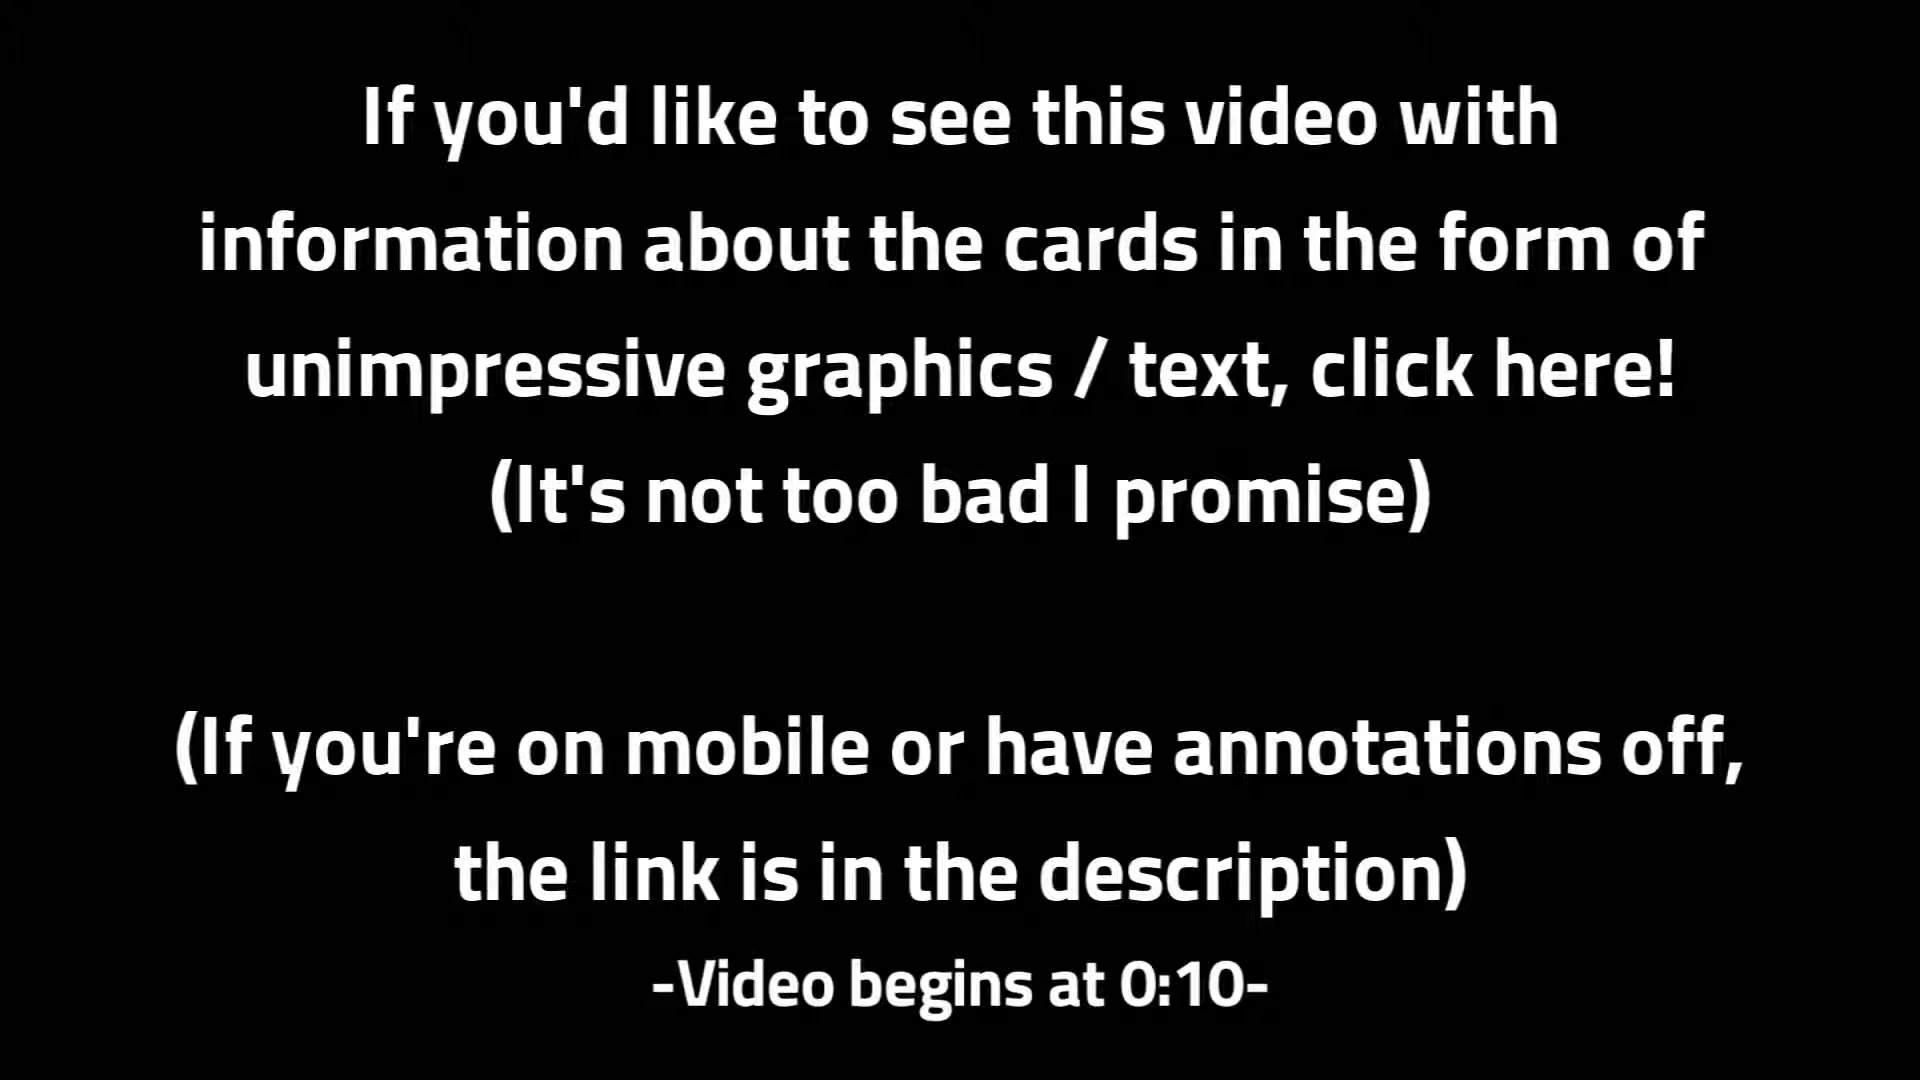 If you'd like to see this video with
information about the cards in the form of
unimpressive graphics / text, click here!
(It's not too bad I promise)
(If you're on mobile or have annotations off,
the link is in the description)
-Video begins at 0:10-